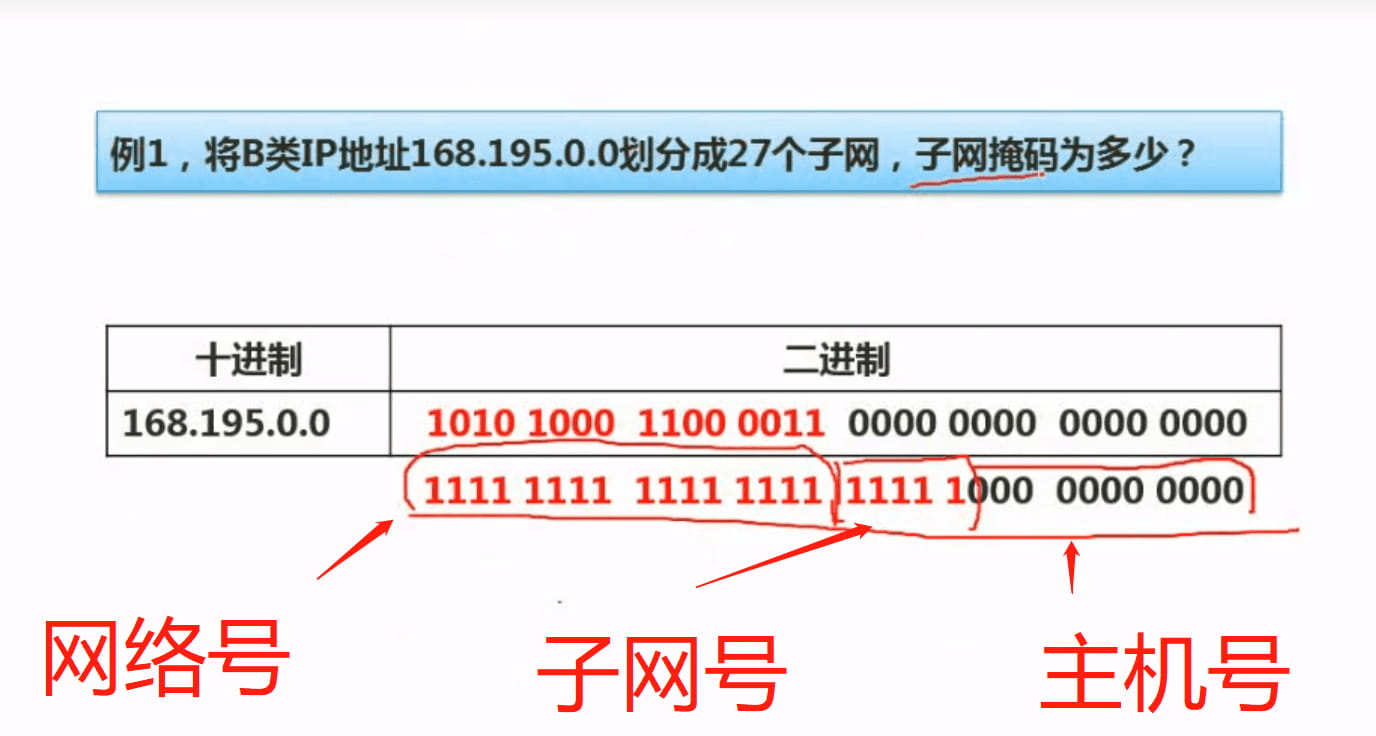 例1，将B类IP地址168.195.0.0划分成27个子网，子网掩码为多少？
十进制 二进制
168.195.0.0 1010 1000 1100 0011 0000 0000 0000 0000
1111 1111 1111 1111 1111 1000 0000 0000
网络号 子网号 主机号